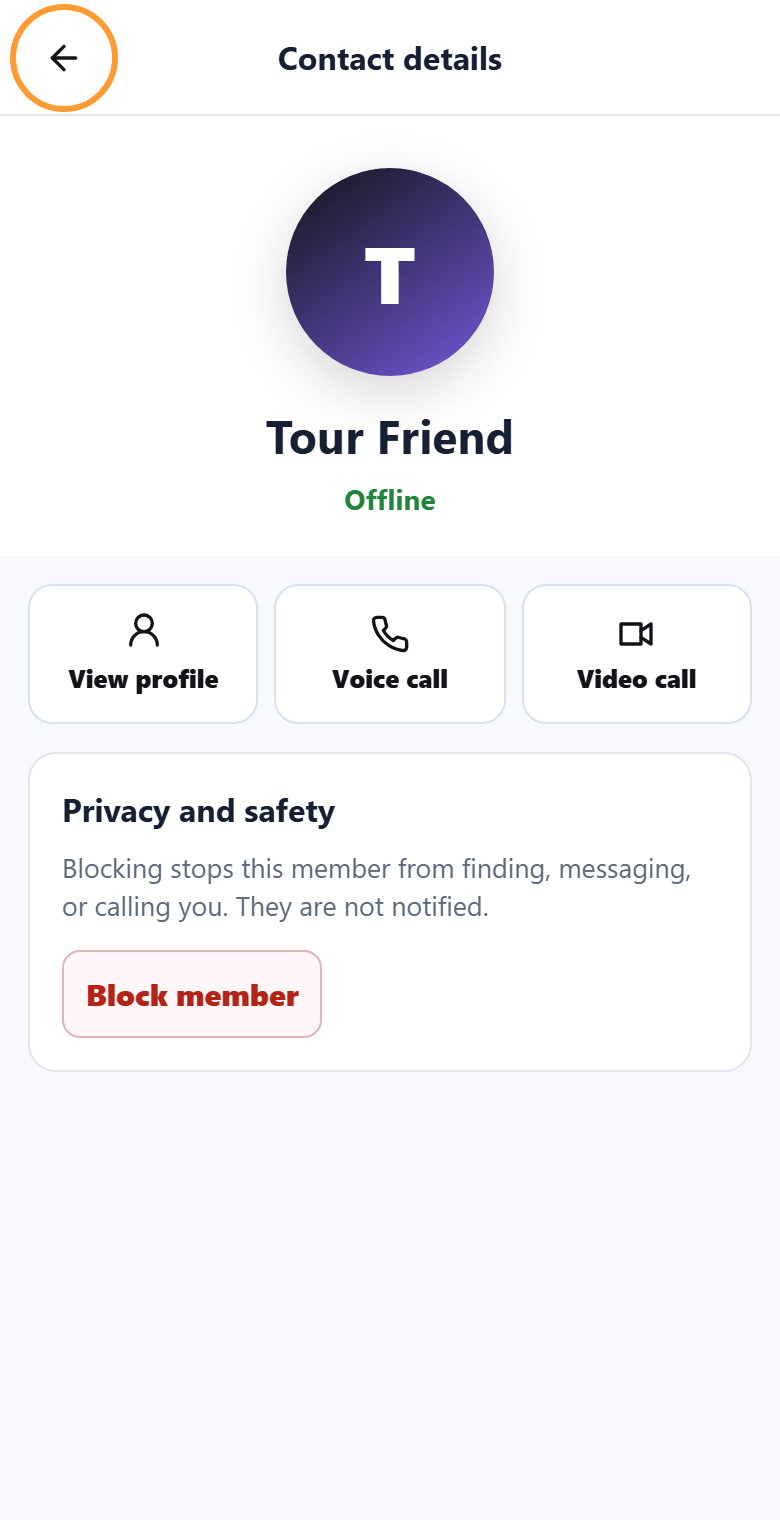 Contact details
T
Tour Friend
Offline
View profile
Voice call
Video call
Privacy and safety
Blocking stops this member from finding, messaging,
or calling you. They are not notified.
Block member